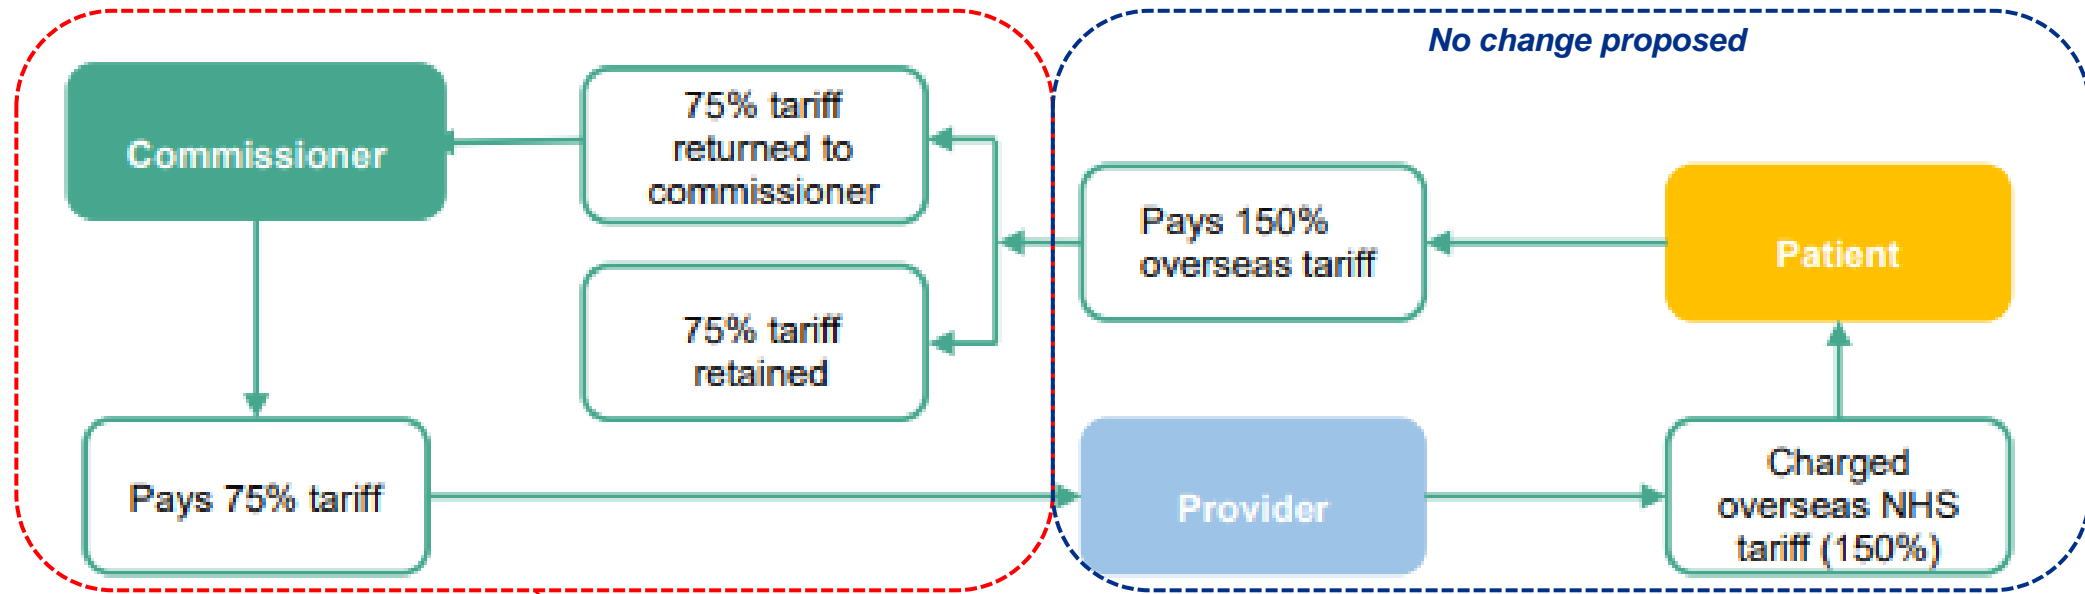 No change proposed
Commissioner
75% tariff
returned to
commissioner
75% tariff
retained
Pays 75% tariff
Pays 150%
overseas tariff
Patient
Provider
Charged
overseas NHS
tariff (150%)